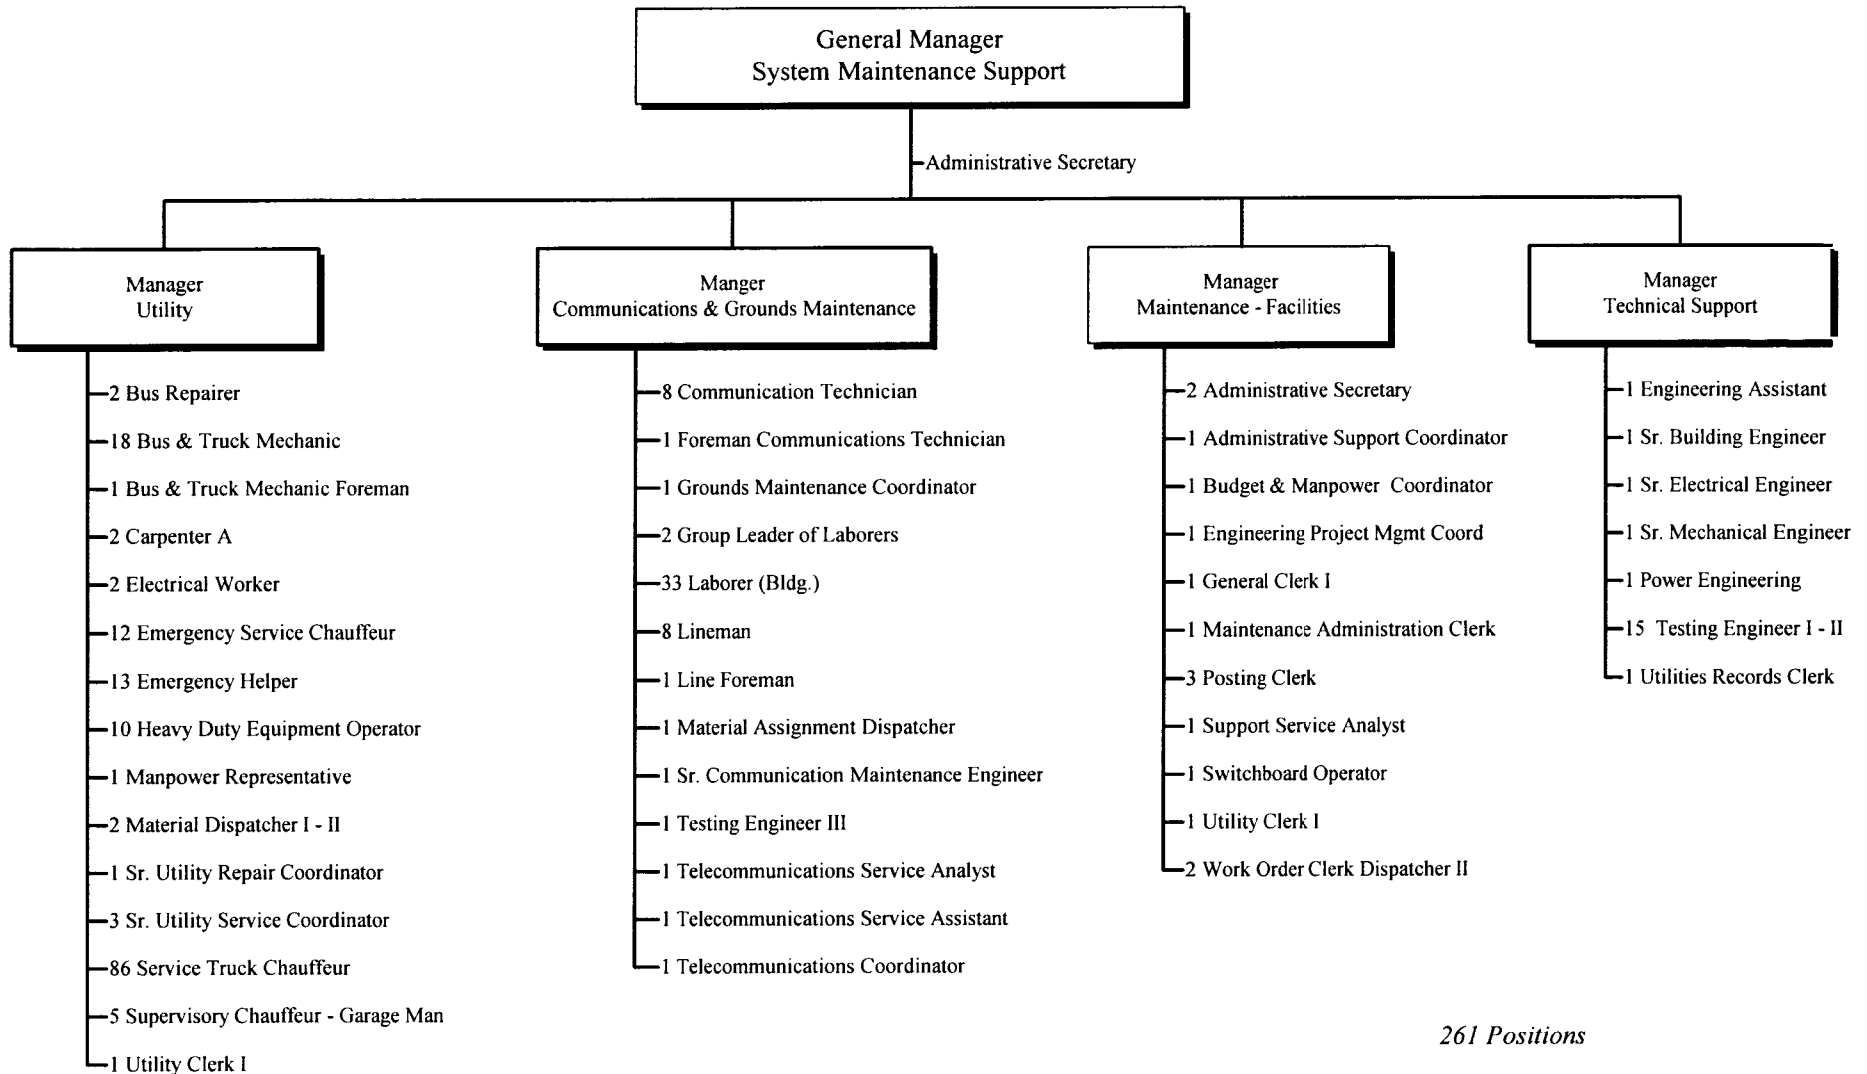 General Manager
System Maintenance Support
Administrative Secretary
Manager
Utility
2 Bus Repairer
18 Bus & Truck Mechanic
1 Bus & Truck Mechanic Foreman
2 Carpenter A
2 Electrical Worker
12 Emergency Service Chauffeur
13 Emergency Helper
10 Heavy Duty Equipment Operator
1 Manpower Representative
2 Material Dispatcher I - II
1 Sr. Utility Repair Coordinator
3 Sr. Utility Service Coordinator
86 Service Truck Chauffeur
5 Supervisory Chauffeur - Garage Man
1 Utility Clerk I
Manger
Communications & Grounds Maintenance
8 Communication Technician
1 Foreman Communications Technician
1 Grounds Maintenance Coordinator
2 Group Leader of Laborers
33 Laborer (Bldg.)
8 Lineman
1 Line Foreman
1 Material Assignment Dispatcher
1 Sr. Communication Maintenance Engineer
1 Testing Engineer III
1 Telecommunications Service Analyst
1 Telecommunications Service Assistant
1 Telecommunications Coordinator
Manager
Maintenance - Facilities
2 Administrative Secretary
1 Administrative Support Coordinator
1 Budget & Manpower Coordinator
1 Engineering Project Mgmt Coord
1 General Clerk I
1 Maintenance Administration Clerk
3 Posting Clerk
1 Support Service Analyst
1 Switchboard Operator
1 Utility Clerk I
2 Work Order Clerk Dispatcher II
Manager
Technical Support
1 Engineering Assistant
1 Sr. Building Engineer
1 Sr. Electrical Engineer
1 Sr. Mechanical Engineer
1 Power Engineering
15 Testing Engineer I - II
1 Utilities Records Clerk
261 Positions